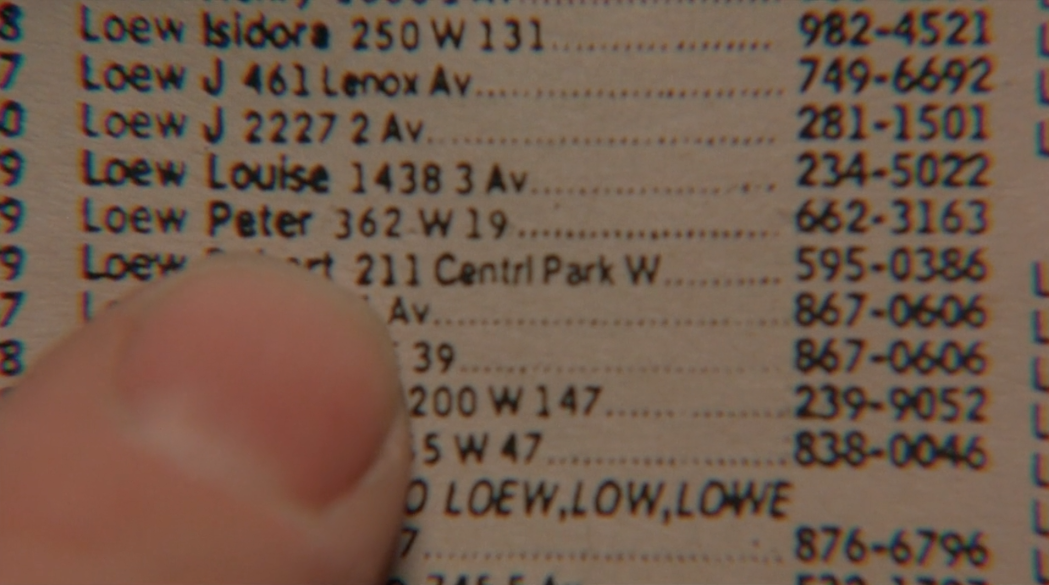 8 Loew Isidora 250 W 131 982-4521
7 Loew J 461 Lenox Av 749-6692
0 Loew J 2227 2 Av 281-1501
9 Loew Louise 1438 3 Av 234-5022
9 Loew Peter 362 W 19 662-3163
9 Loew 211 Centrl Park W 595-0386
7 Av 867-0606
8 39 867-0606
200 W 147 239-9052
5 W 47 838-0046
LOEW,LOW,LOWE
7 876-6796